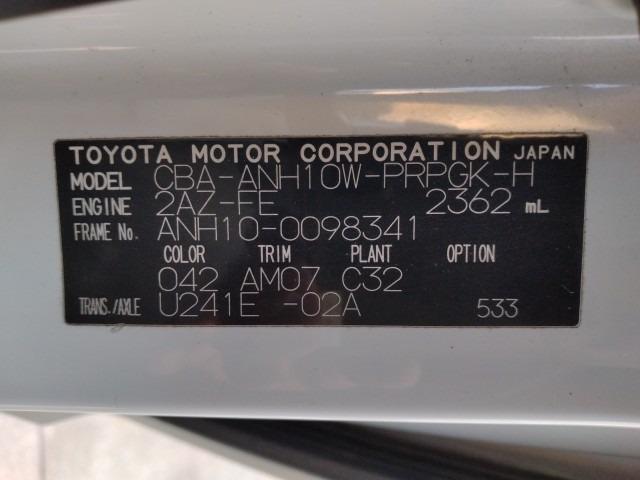 TOYOTA MOTOR CORPORATION JAPAN
MODEL CBA-ANH10W-PRPGK-H
ENGINE 2AZ-FE 2362 mL
FRAME No. ANH10-0098341
COLOR TRIM PLANT OPTION
042 AM07 C32
TRANS./AXLE U241E -02A 533